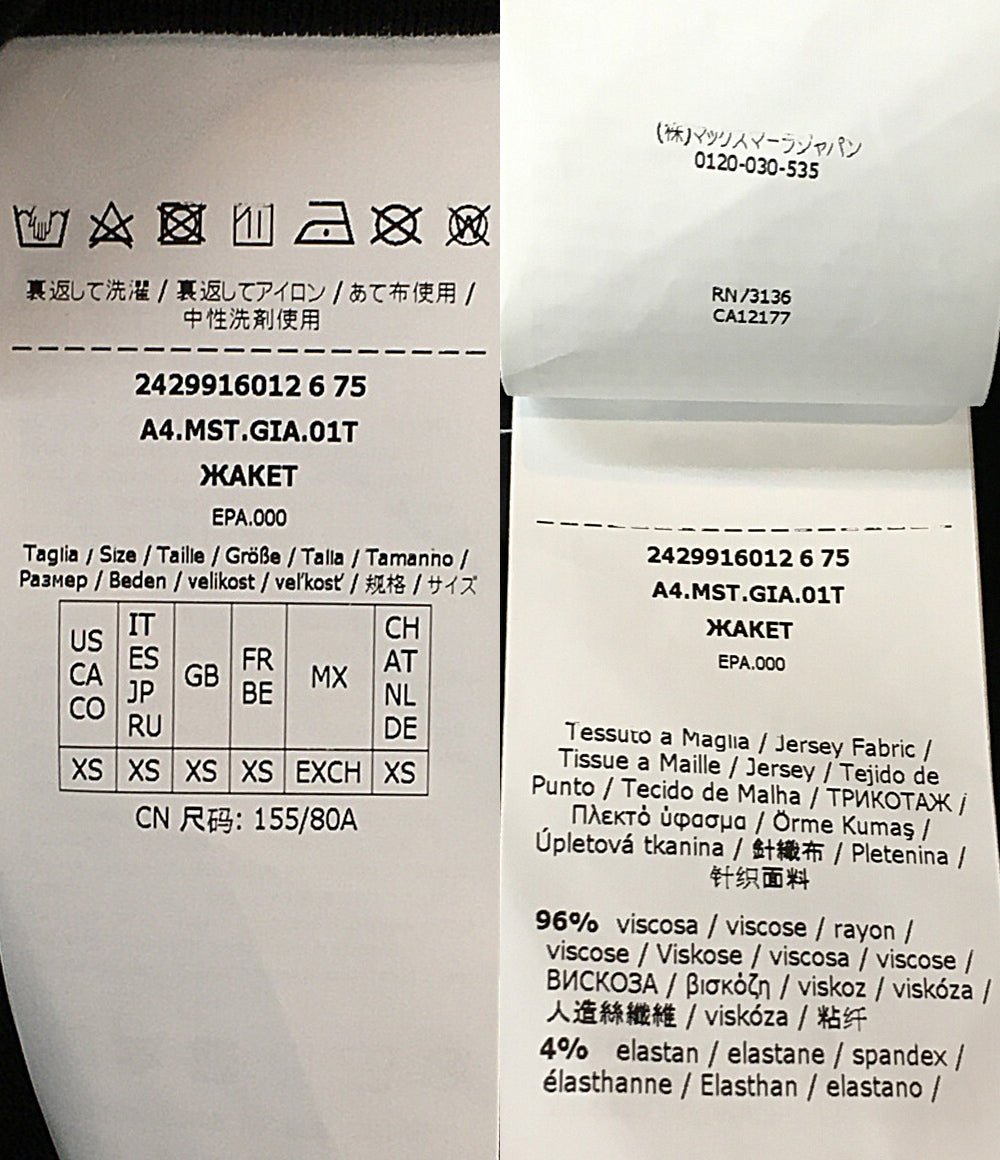 裏返して洗濯 / 裏返してアイロン / あて布使用 /
中性洗剤使用
2429916012 6 75
A4.MST.GIA.01T
ЖАКЕТ
EPA.000
Taglia / Size / Taille / Größe / Talla / Tamanho /
Размер / Beden / velikost / veľkosť / 规格 / サイズ
US CA CO
IT ES JP RU
GB
FR BE
MX
CH AT NL DE
XS XS XS XS EXCH XS
CN 尺码: 155/80A
(株)マックスマーラジャパン
0120-030-535
RN73136
CA12177
2429916012 6 75
A4.MST.GIA.01T
ЖАКЕТ
EPA.000
Tessuto a Maglia / Jersey Fabric /
Tissue a Maille / Jersey / Tejido de
Punto / Tecido de Malha / ТРИКОТАЖ /
Πλεκτό ύφασμα / Örme Kumaş /
Úpletová tkanina / 針織布 / Pletenina /
针织面料
96% viscosa / viscose / rayon /
viscose / Viskose / viscosa / viscose /
ВИСКОЗА / βισκόζη / viskoz / viskóza /
人造絲纖維 / viskóza / 粘纤
4% elastan / elastane / spandex /
élasthanne / Elasthan / elastano /